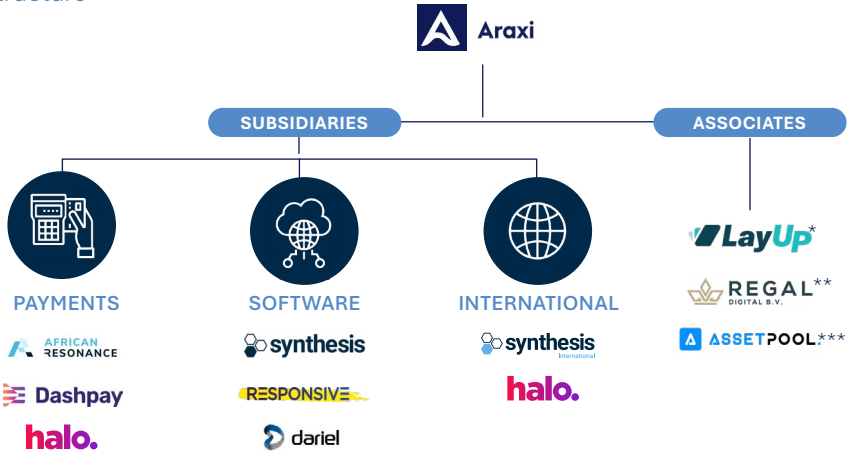 Araxi
SUBSIDIARIES
ASSOCIATES
PAYMENTS
AFRICAN
RESONANCE
Dashpay
halo.
SOFTWARE
synthesis
RESPONSIVE
dariel
INTERNATIONAL
synthesis
International
halo.
LayUp*
REGAL**
DIGITAL B.V.
ASSETPOOL.***